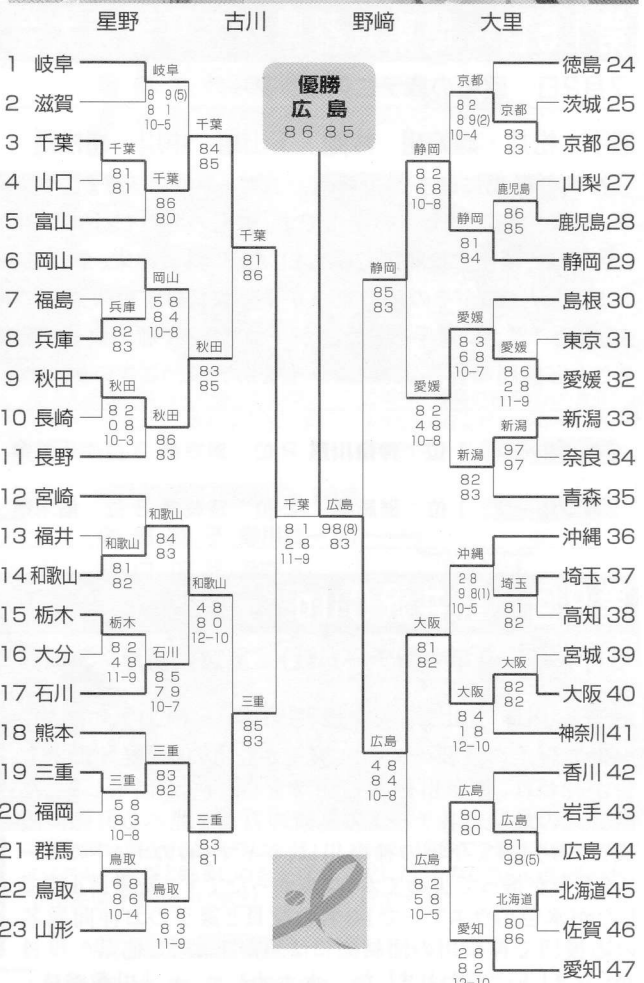 星野 古川 野﨑 大里
優勝
広島
86 85
1 岐阜
2 滋賀
3 千葉
4 山口
5 富山
6 岡山
7 福島
8 兵庫
9 秋田
10 長崎
11 長野
12 宮崎
13 福井
14 和歌山
15 栃木
16 大分
17 石川
18 熊本
19 三重
20 福岡
21 群馬
22 鳥取
23 山形
岐阜
8 9(5)
8 1
10-5
千葉
81
81
千葉
86
80
兵庫
82
83
岡山
5 8
8 4
10-8
秋田
8 2
0 8
10-3
秋田
86
83
和歌山
81
82
和歌山
84
83
栃木
8 2
4 8
11-9
石川
8 5
7 9
10-7
三重
5 8
8 3
10-8
三重
83
82
鳥取
6 8
8 6
10-4
鳥取
6 8
8 3
11-9
千葉
84
85
秋田
83
85
和歌山
4 8
8 0
12-10
三重
83
81
千葉
81
86
三重
85
83
千葉
8 1
2 8
11-9
広島
98(8)
83
静岡
85
83
広島
4 8
8 4
10-8
静岡
8 2
6 8
10-8
愛媛
8 2
4 8
10-8
大阪
81
82
広島
8 2
5 8
10-5
京都
8 2
8 9(2)
10-4
京都
83
83
鹿児島
86
85
静岡
81
84
愛媛
8 3
6 8
10-7
愛媛
8 6
2 8
11-9
新潟
97
97
新潟
82
83
沖縄
2 8
9 8(1)
10-5
埼玉
81
82
大阪
82
82
大阪
8 4
1 8
12-10
広島
80
80
広島
81
98(5)
北海道
80
86
愛知
2 8
8 2
12-10
徳島 24
茨城 25
京都 26
山梨 27
鹿児島 28
静岡 29
島根 30
東京 31
愛媛 32
新潟 33
奈良 34
青森 35
沖縄 36
埼玉 37
高知 38
宮城 39
大阪 40
神奈川 41
香川 42
岩手 43
広島 44
北海道 45
佐賀 46
愛知 47